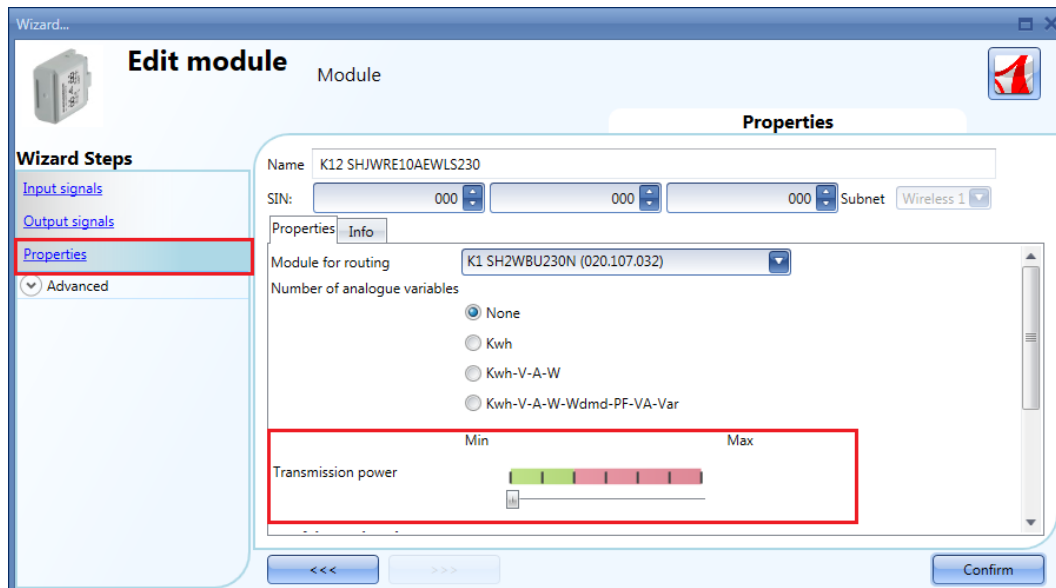 Wizard...
Edit module
Module
Properties
Wizard Steps
Input signals
Output signals
Properties
Advanced
Name K12 SHJWRE10AEWLS230
SIN: 000 000 000 Subnet Wireless 1
Properties Info
Module for routing K1 SH2WBU230N (020.107.032)
Number of analogue variables
None
Kwh
Kwh-V-A-W
Kwh-V-A-W-Wdmd-PF-VA-Var
Min Max
Transmission power
<<< >>> Confirm